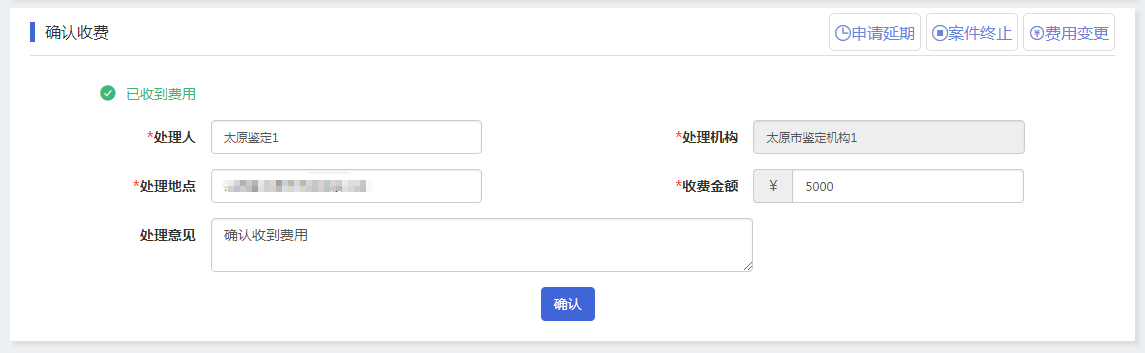 确认收费
申请延期 案件终止 费用变更
已收到费用
*处理人 太原鉴定1 *处理机构 太原市鉴定机构1
*处理地点 *收费金额 ¥ 5000
处理意见 确认收到费用
确认